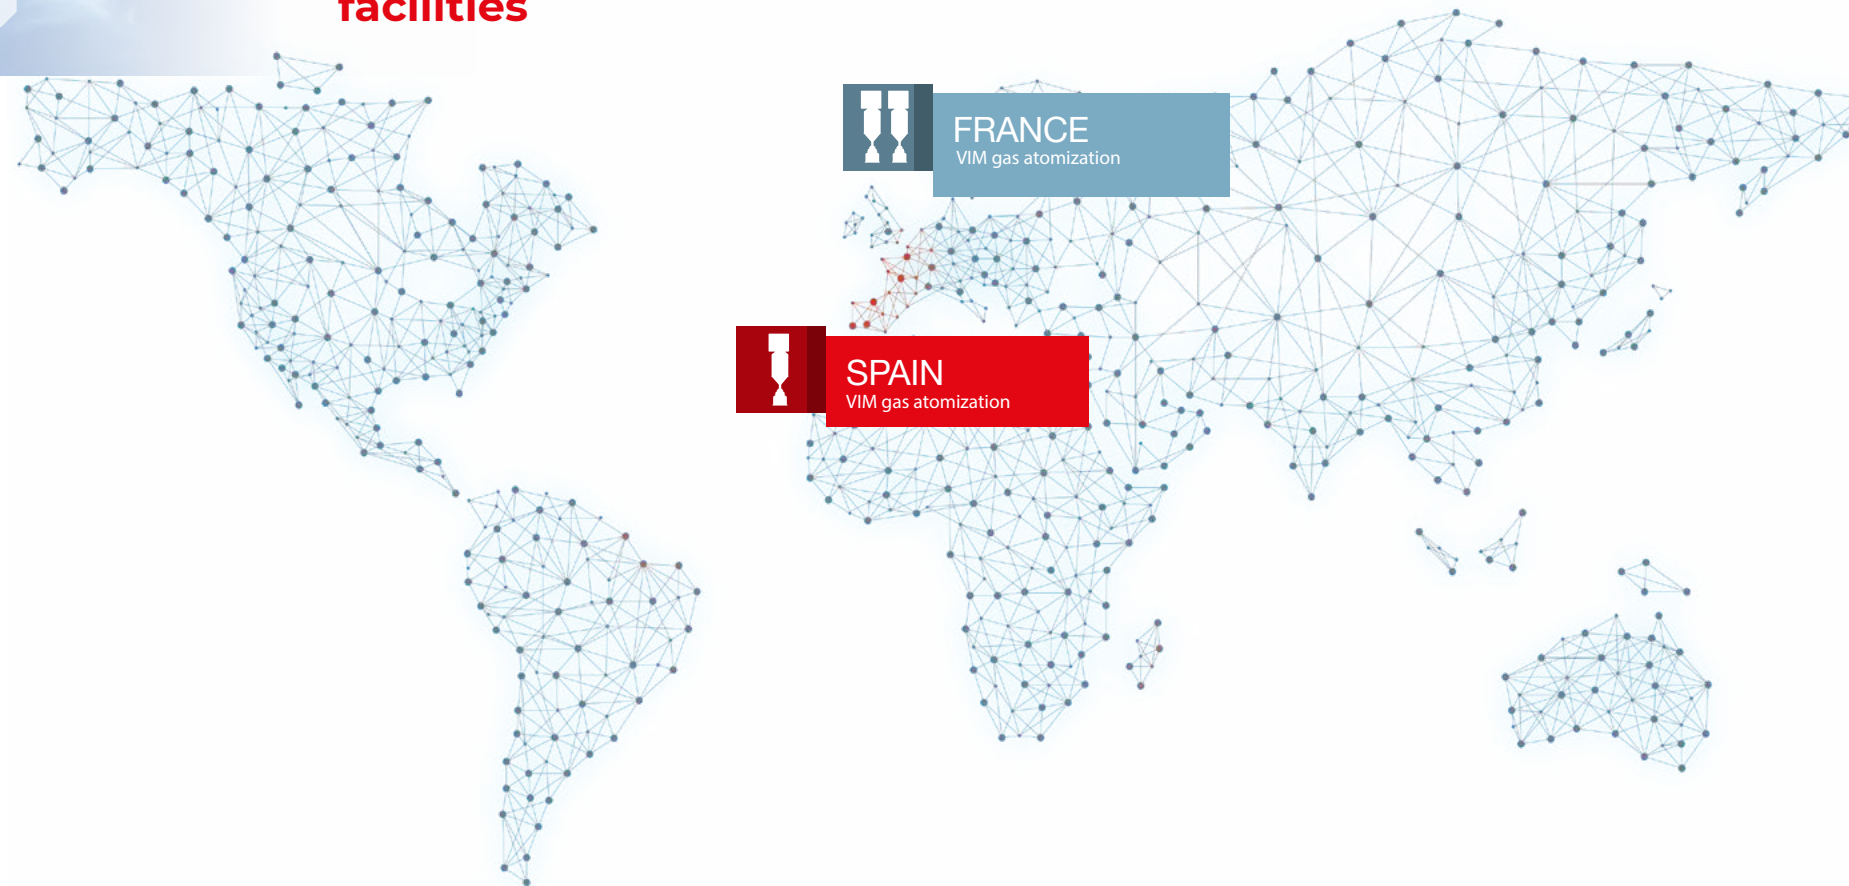 facilities
FRANCE
VIM gas atomization
SPAIN
VIM gas atomization